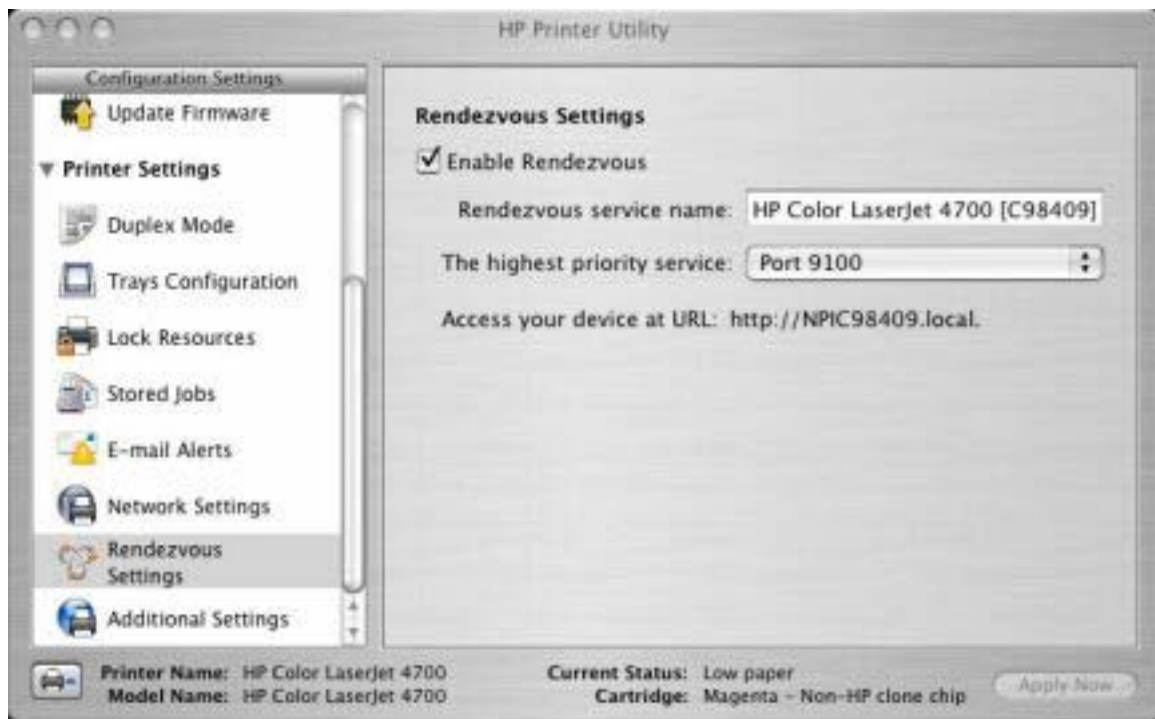 HP Printer Utility
Configuration Settings
Update Firmware
Printer Settings
Duplex Mode
Trays Configuration
Lock Resources
Stored Jobs
E-mail Alerts
Network Settings
Rendezvous
Settings
Additional Settings
Rendezvous Settings
Enable Rendezvous
Rendezvous service name: HP Color LaserJet 4700 [C98409]
The highest priority service: Port 9100
Access your device at URL: http://NPIC98409.local.
Printer Name: HP Color LaserJet 4700
Model Name: HP Color LaserJet 4700
Current Status: Low paper
Cartridge: Magenta – Non-HP clone chip
Apply Now